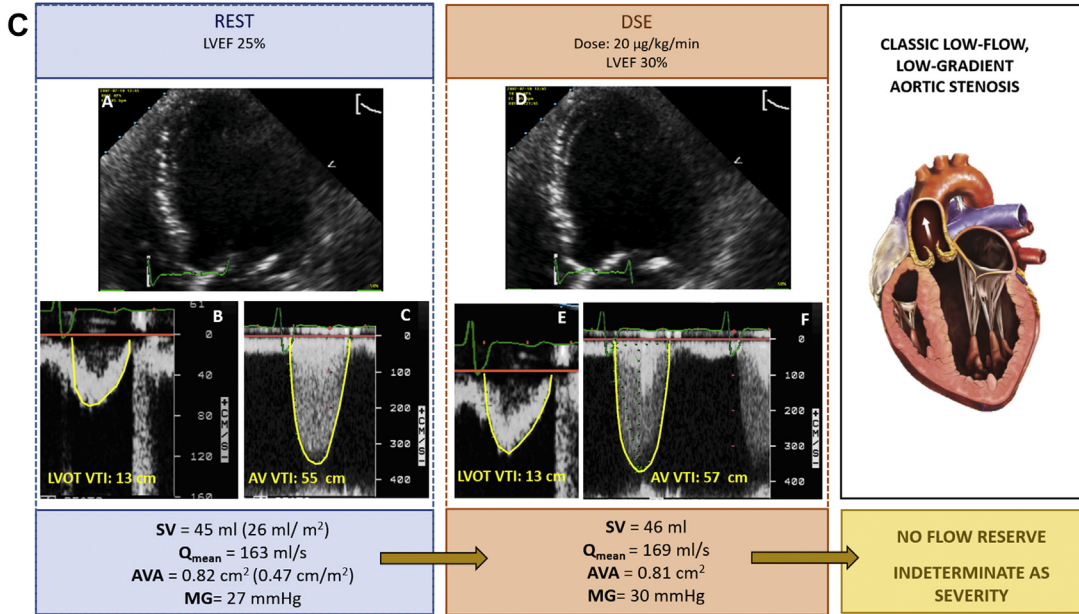 C
REST
LVEF 25%
DSE
Dose: 20 µg/kg/min
LVEF 30%
CLASSIC LOW-FLOW,
LOW-GRADIENT
AORTIC STENOSIS
A
D
B
61
0
40
80
120
160
+CM/S
LVOT VTI: 13 cm
C
0
100
200
300
400
+CM/S
AV VTI: 55 cm
E
LVOT VTI: 13 cm
F
0
100
200
300
400
+CM/S
AV VTI: 57 cm
SV = 45 ml (26 ml/ m²)
Qmean = 163 ml/s
AVA = 0.82 cm² (0.47 cm/m²)
MG= 27 mmHg
SV = 46 ml
Qmean = 169 ml/s
AVA = 0.81 cm²
MG= 30 mmHg
NO FLOW RESERVE
INDETERMINATE AS
SEVERITY